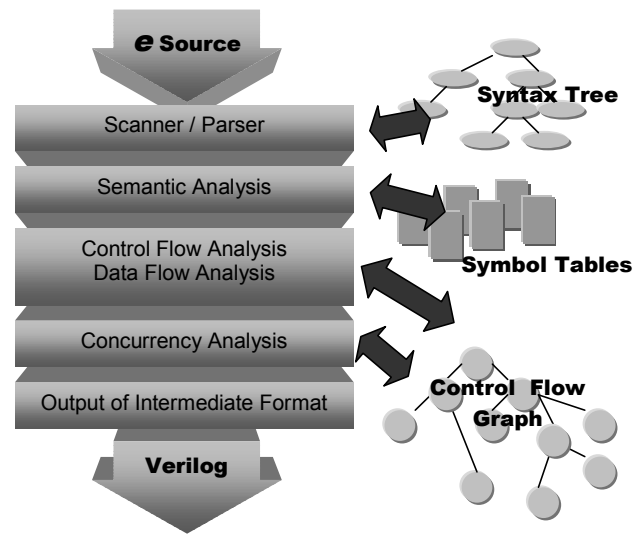 e Source
Scanner / Parser
Syntax Tree
Semantic Analysis
Symbol Tables
Control Flow Analysis
Data Flow Analysis
Concurrency Analysis
Control Flow
Graph
Output of Intermediate Format
Verilog